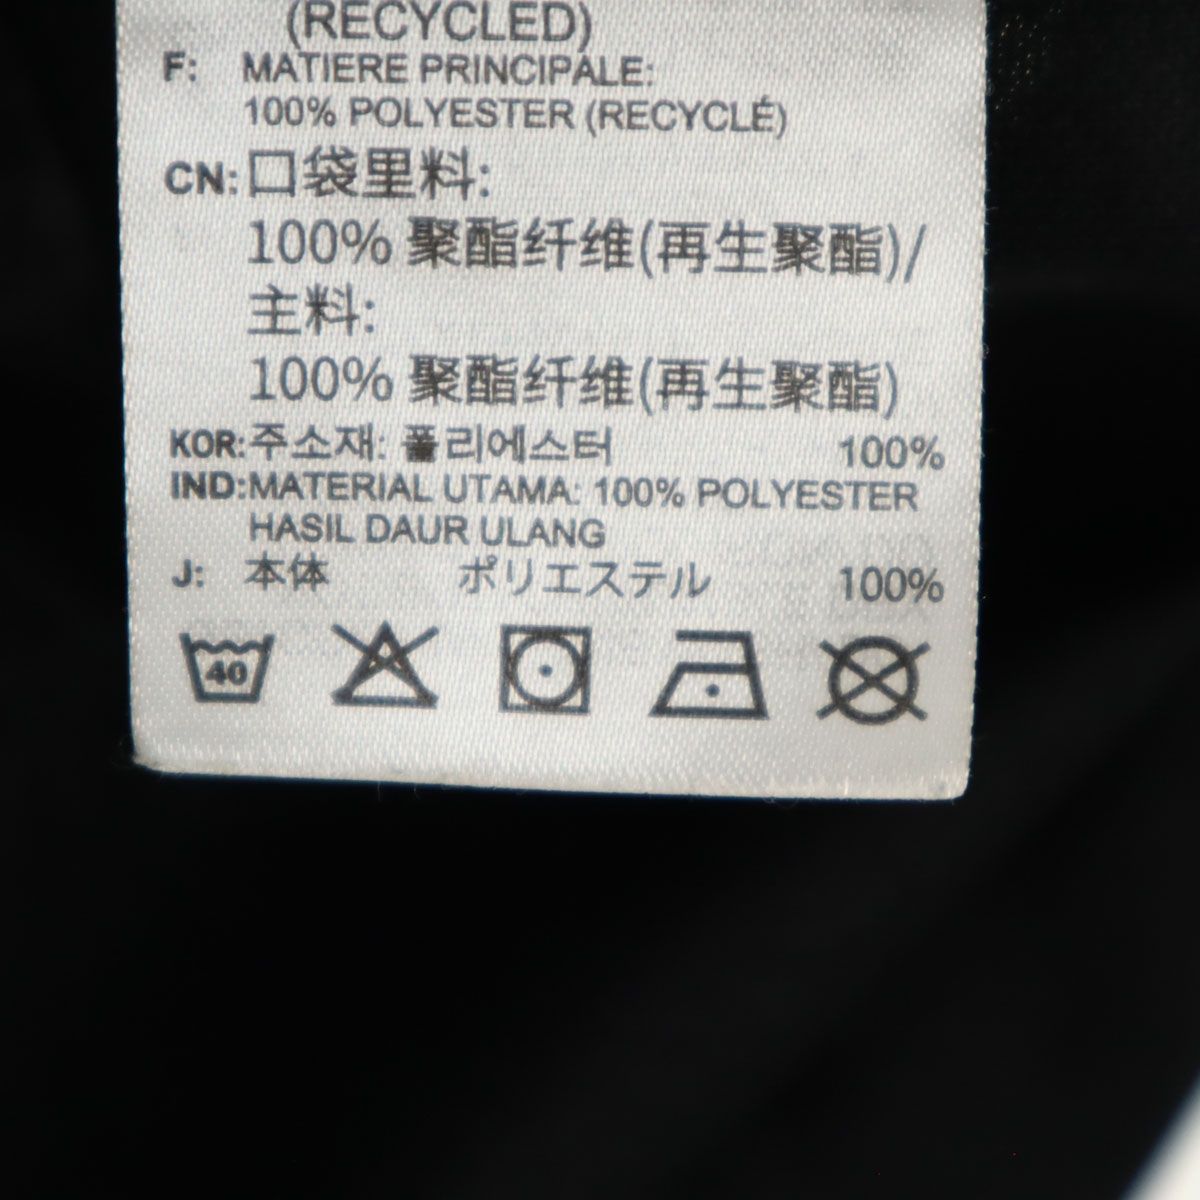 (RECYCLED)
F: MATIERE PRINCIPALE:
100% POLYESTER (RECYCLÉ)
CN: 口袋里料:
100% 聚酯纤维(再生聚酯)/
主料:
100% 聚酯纤维(再生聚酯)
KOR: 주소재: 폴리에스터 100%
IND: MATERIAL UTAMA: 100% POLYESTER
HASIL DAUR ULANG
J: 本体 ポリエステル 100%
40